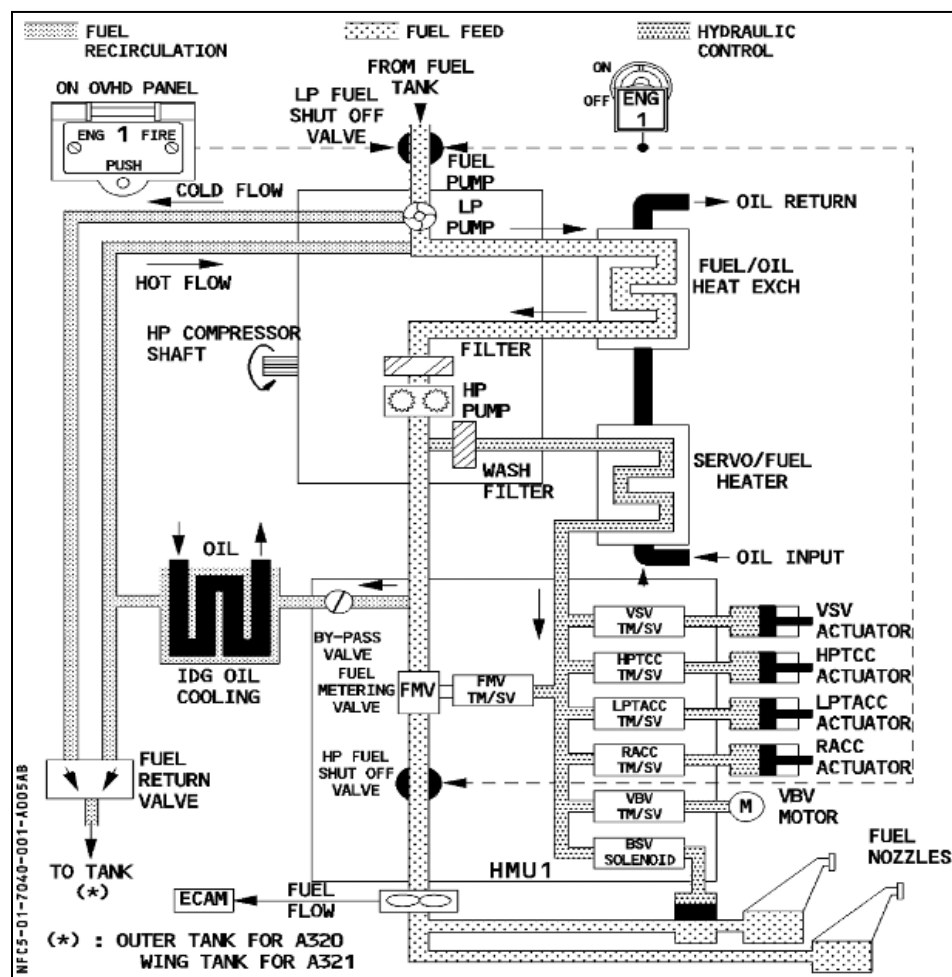 FUEL
RECIRCULATION
FUEL FEED
HYDRAULIC
CONTROL
ON OVHD PANEL
ENG 1 FIRE
PUSH
FROM FUEL
TANK
LP FUEL
SHUT OFF
VALVE
ON
OFF
ENG
1
FUEL
PUMP
COLD FLOW
LP
PUMP
OIL RETURN
HOT FLOW
FUEL/OIL
HEAT EXCH
HP COMPRESSOR
SHAFT
FILTER
HP
PUMP
WASH
FILTER
SERVO/FUEL
HEATER
OIL
OIL INPUT
IDG OIL
COOLING
BY-PASS
VALVE
FUEL
METERING
VALVE
FMV
FMV
TM/SV
VSV
TM/SV
VSV
ACTUATOR
HPTCC
TM/SV
HPTCC
ACTUATOR
LPTACC
TM/SV
LPTACC
ACTUATOR
RACC
TM/SV
RACC
ACTUATOR
HP FUEL
SHUT OFF
VALVE
VBV
TM/SV
M
VBV
MOTOR
BSV
SOLENOID
HMU1
FUEL
RETURN
VALVE
TO TANK
(*)
ECAM
FUEL
FLOW
FUEL
NOZZLES
(*) : OUTER TANK FOR A320
WING TANK FOR A321
NFC5-01-7040-001-A005AB